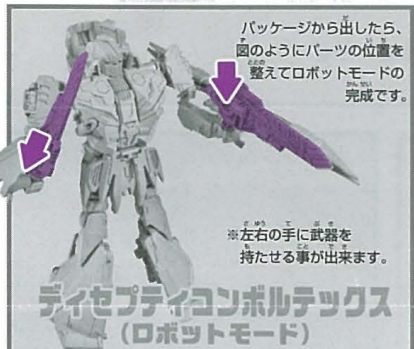 パッケージから出したら、
図のようにパーツの位置を
整えてロボットモードの
完成です。
※左右の手に武器を
持たせる事が出来ます。
ディセプティコンボルテックス
(ロボットモード)